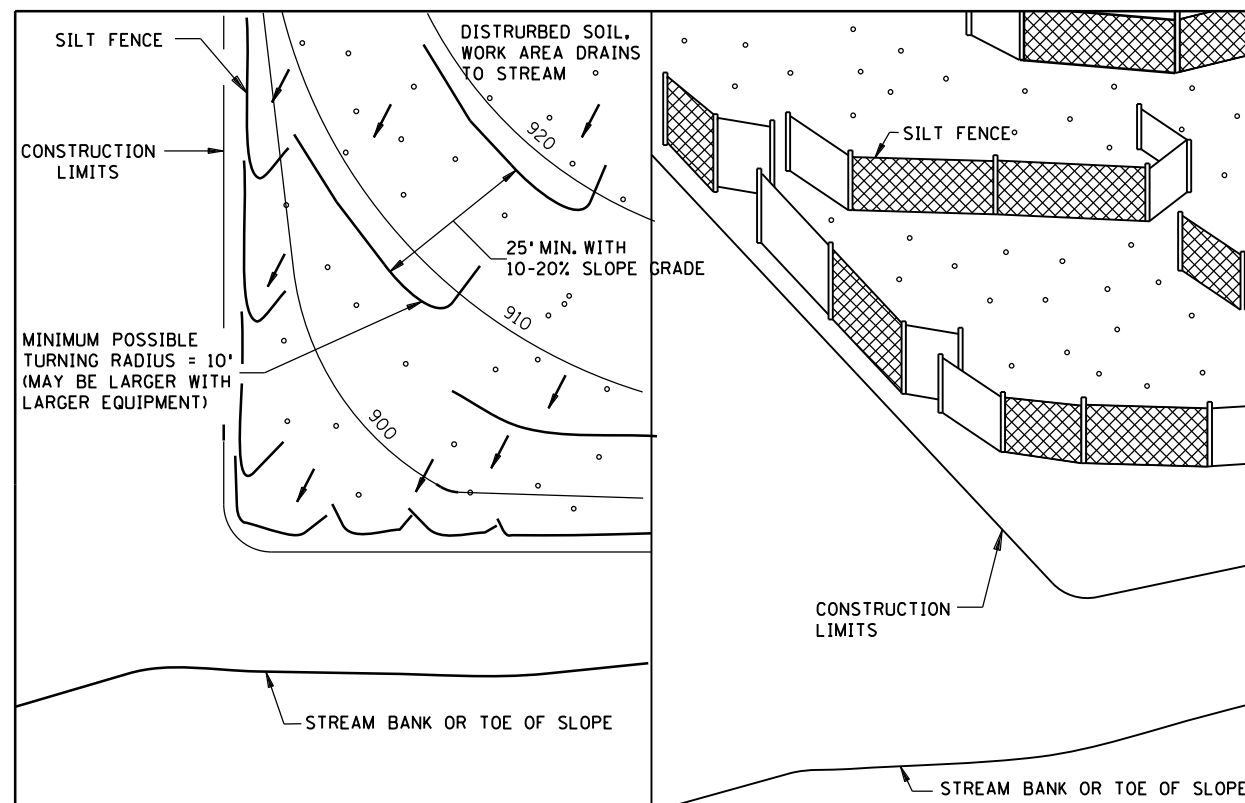 SILT FENCE
CONSTRUCTION
LIMITS
DISTRURBED SOIL,
WORK AREA DRAINS
TO STREAM
920
25' MIN. WITH
10-20% SLOPE GRADE
910
MINIMUM POSSIBLE
TURNING RADIUS = 10'
(MAY BE LARGER WITH
LARGER EQUIPMENT)
900
STREAM BANK OR TOE OF SLOPE
SILT FENCE
CONSTRUCTION
LIMITS
STREAM BANK OR TOE OF SLOPE